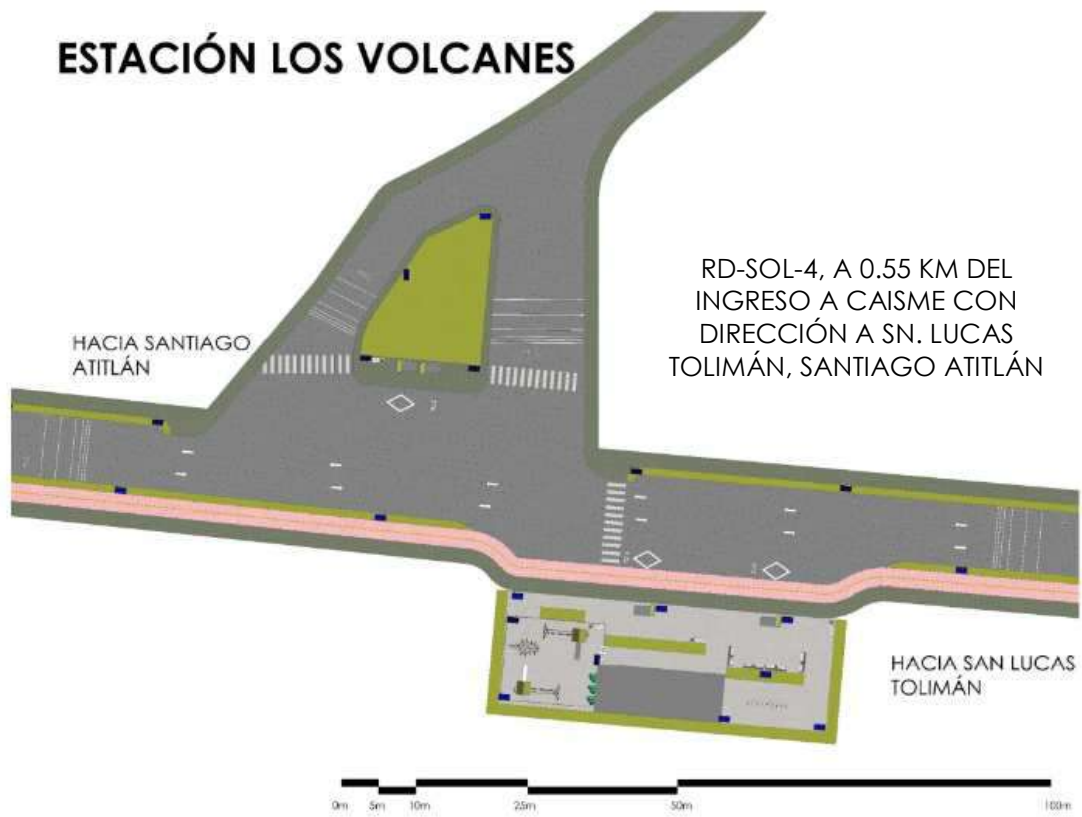 ESTACIÓN LOS VOLCANES
RD-SOL-4, A 0.55 KM DEL
INGRESO A CAISME CON
DIRECCIÓN A SN. LUCAS
TOLIMÁN, SANTIAGO ATITLÁN
HACIA SANTIAGO
ATITLÁN
HACIA SAN LUCAS
TOLIMÁN
0m 5m 10m 25m 50m 100m